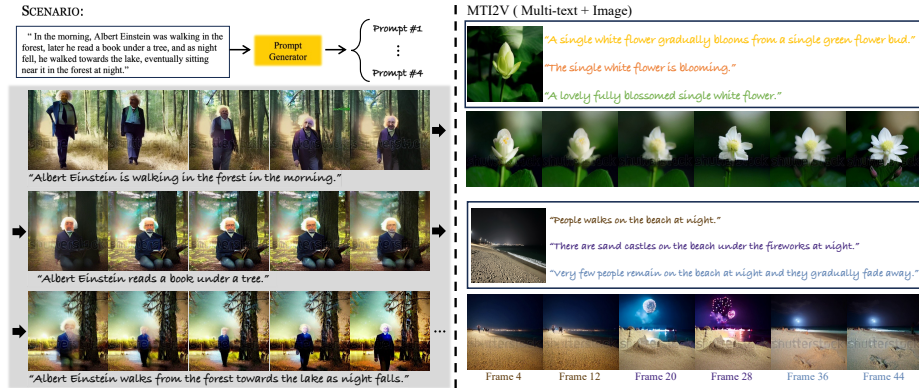 SCENARIO:
“ In the morning, Albert Einstein was walking in the
forest, later he read a book under a tree, and as night
fell, he walked towards the lake, eventually sitting
near it in the forest at night.”
Prompt
Generator
Prompt #1
⋮
Prompt #4
“Albert Einstein is walking in the forest in the morning.”
“Albert Einstein reads a book under a tree.”
...
“Albert Einstein walks from the forest towards the lake as night falls.”
MTI2V ( Multi-text + Image)
“A single white flower gradually blooms from a single green flower bud.”
“The single white flower is blooming.”
“A lovely fully blossomed single white flower.”
“People walks on the beach at night.”
“There are sand castles on the beach under the fireworks at night.”
“Very few people remain on the beach at night and they gradually fade away.”
Frame 4 Frame 12 Frame 20 Frame 28 Frame 36 Frame 44